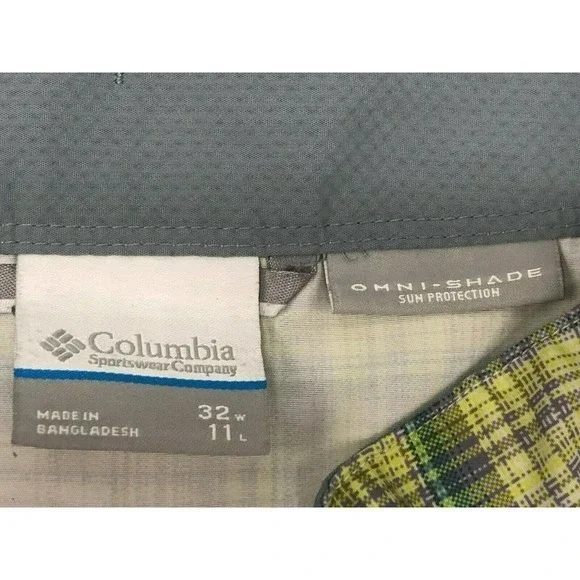 Columbia
Sportswear Company
MADE IN
BANGLADESH
32 W
11 L
OMNI-SHADE
SUN PROTECTION